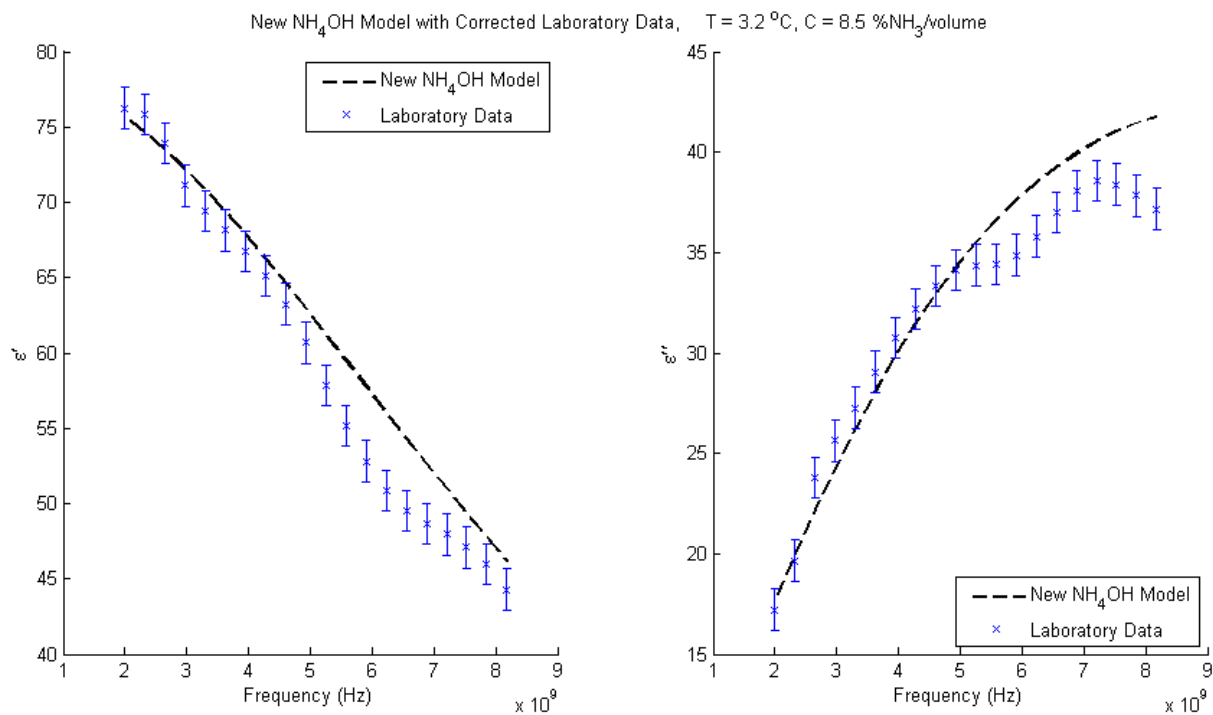 New NH4OH Model with Corrected Laboratory Data, T = 3.2 °C, C = 8.5 %NH3/volume
80
75
70
65
60
55
50
45
40
ε′
New NH4OH Model
Laboratory Data
1 2 3 4 5 6 7 8 9
Frequency (Hz)
x 10^9
45
40
35
30
25
20
15
ε′′
New NH4OH Model
Laboratory Data
1 2 3 4 5 6 7 8 9
Frequency (Hz)
x 10^9